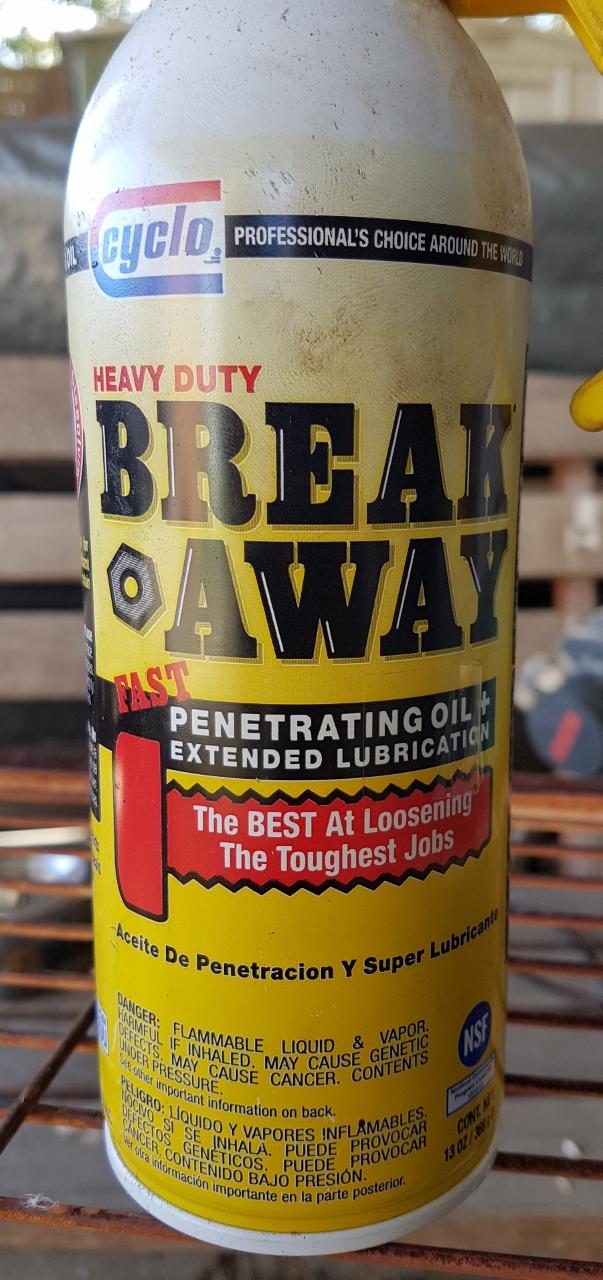 OIL
cyclo
PROFESSIONAL'S CHOICE AROUND THE WORLD
HEAVY DUTY
BREAK
AWAY
FAST
PENETRATING OIL +
EXTENDED LUBRICATION
The BEST At Loosening
The Toughest Jobs
Aceite De Penetracion Y Super Lubricante
DANGER: FLAMMABLE LIQUID & VAPOR.
HARMFUL IF INHALED. MAY CAUSE GENETIC
DEFECTS. MAY CAUSE CANCER. CONTENTS
UNDER PRESSURE.
see other important information on back.
NSF
PELIGRO: LÍQUIDO Y VAPORES INFLAMABLES.
NOCIVO SI SE INHALA. PUEDE PROVOCAR
DEFECTOS GENÉTICOS. PUEDE PROVOCAR
CANCER. CONTENIDO BAJO PRESIÓN.
Ver otra información importante en la parte posterior.
CONT. NET
13 OZ /